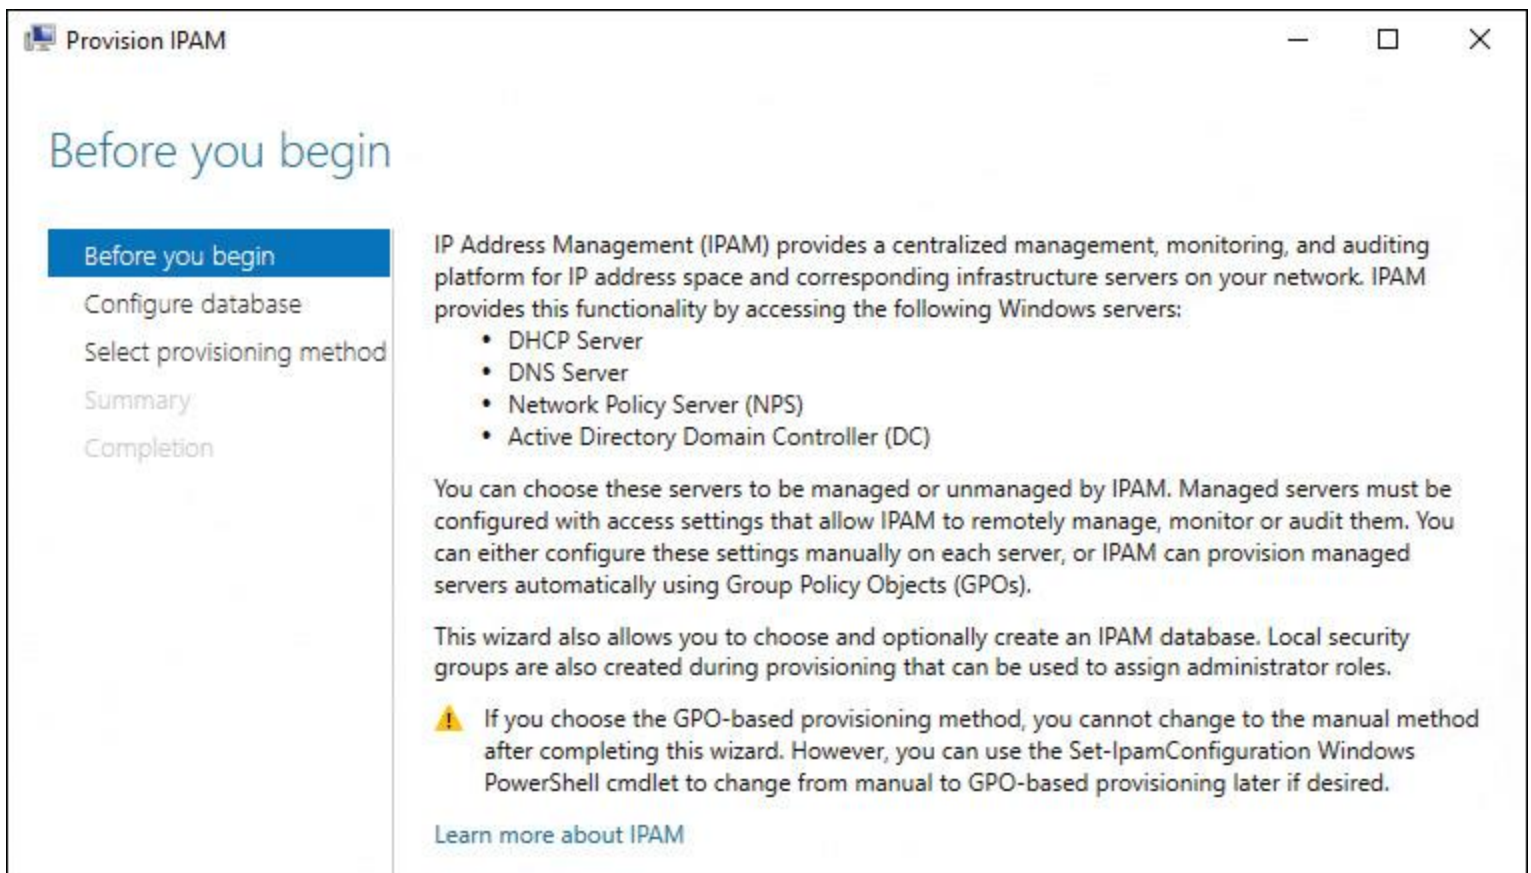 Provision IPAM
Before you begin
Before you begin
Configure database
Select provisioning method
Summary
Completion
IP Address Management (IPAM) provides a centralized management, monitoring, and auditing
platform for IP address space and corresponding infrastructure servers on your network. IPAM
provides this functionality by accessing the following Windows servers:
• DHCP Server
• DNS Server
• Network Policy Server (NPS)
• Active Directory Domain Controller (DC)
You can choose these servers to be managed or unmanaged by IPAM. Managed servers must be
configured with access settings that allow IPAM to remotely manage, monitor or audit them. You
can either configure these settings manually on each server, or IPAM can provision managed
servers automatically using Group Policy Objects (GPOs).
This wizard also allows you to choose and optionally create an IPAM database. Local security
groups are also created during provisioning that can be used to assign administrator roles.
If you choose the GPO-based provisioning method, you cannot change to the manual method
after completing this wizard. However, you can use the Set-IpamConfiguration Windows
PowerShell cmdlet to change from manual to GPO-based provisioning later if desired.
Learn more about IPAM